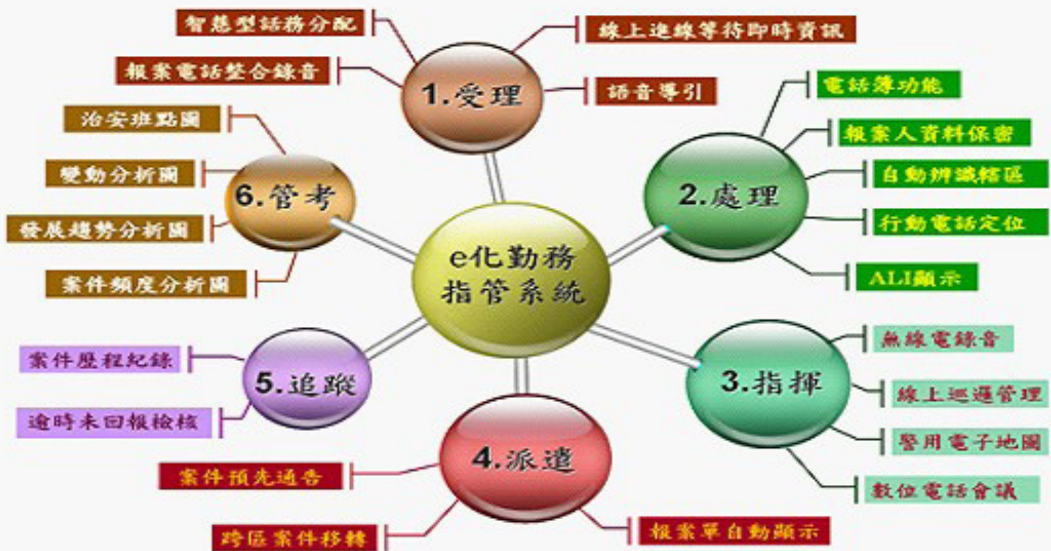 e化勤務
指管系統
1.受理
智慧型話務分配
報案電話整合錄音
線上進線等待即時資訊
語音導引
2.處理
電話簿功能
報案人資料保密
自動辨識轄區
行動電話定位
ALI顯示
3.指揮
無線電錄音
線上巡邏管理
警用電子地圖
數位電話會議
4.派遣
案件預先通告
跨區案件移轉
報案單自動顯示
5.追蹤
案件歷程紀錄
逾時未回報檢核
6.管考
治安斑點圖
變動分析圖
發展趨勢分析圖
案件頻度分析圖